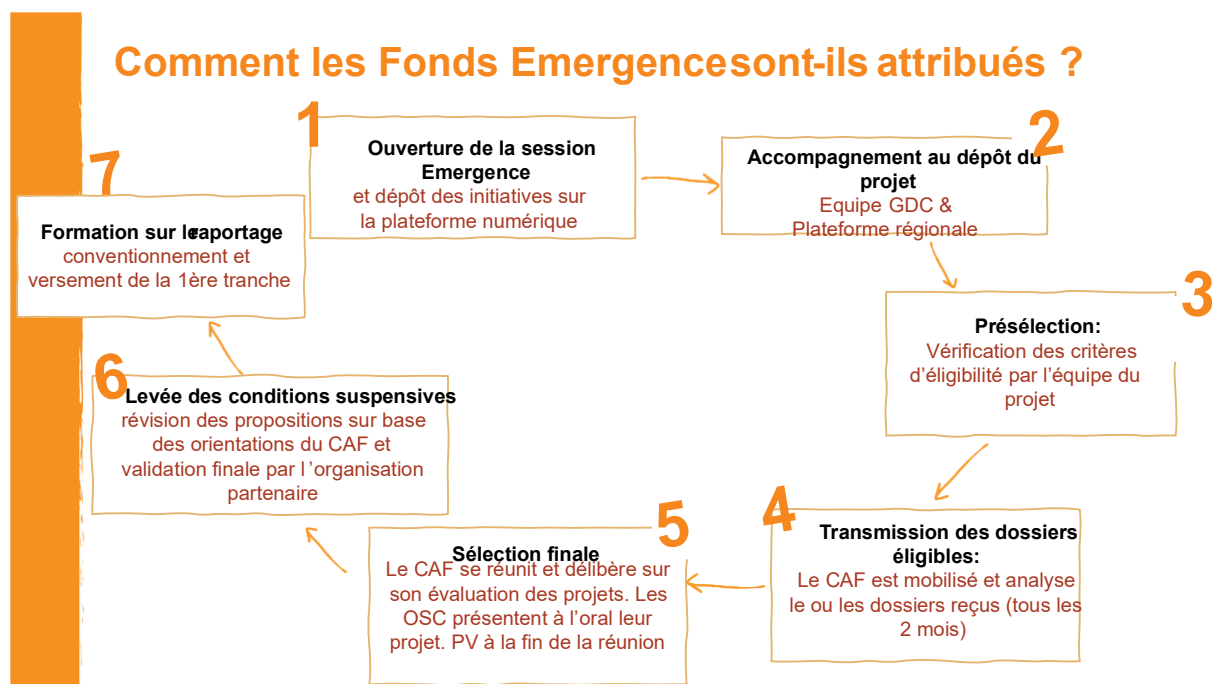 Comment les Fonds Emergence sont-ils attribués ?
1
Ouverture de la session
Emergence
et dépôt des initiatives sur
la plateforme numérique
2
Accompagnement au dépôt du
projet
Equipe GDC &
Plateforme régionale
3
Présélection:
Vérification des critères
d'éligibilité par l'équipe du
projet
4
Transmission des dossiers
éligibles:
Le CAF est mobilisé et analyse
le ou les dossiers reçus (tous les
2 mois)
5
Sélection finale
Le CAF se réunit et délibère sur
son évaluation des projets. Les
OSC présentent à l'oral leur
projet. PV à la fin de la réunion
6
Levée des conditions suspensives
révision des propositions sur base
des orientations du CAF et
validation finale par l'organisation
partenaire
7
Formation sur le raportage
conventionnement et
versement de la 1ère tranche